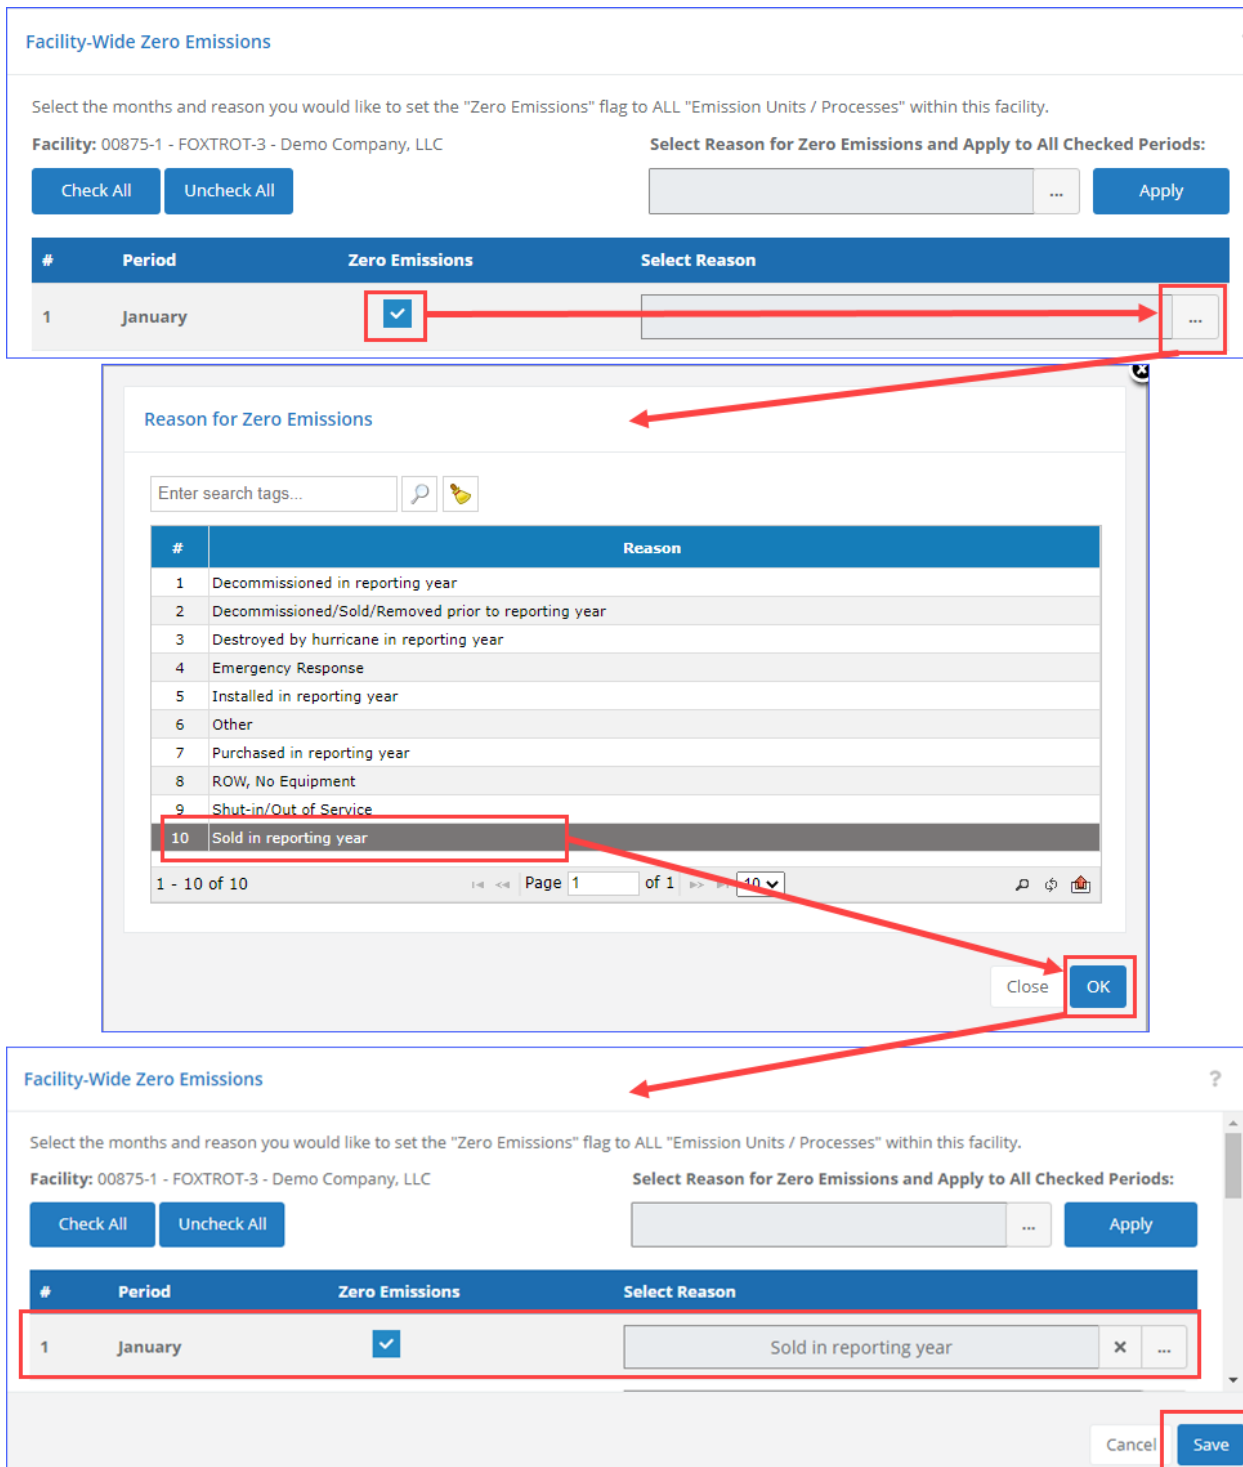 Facility-Wide Zero Emissions
Select the months and reason you would like to set the "Zero Emissions" flag to ALL "Emission Units / Processes" within this facility.
Facility: 00875-1 - FOXTROT-3 - Demo Company, LLC
Select Reason for Zero Emissions and Apply to All Checked Periods:
Check All Uncheck All ... Apply
# Period Zero Emissions Select Reason
1 January ...
Reason for Zero Emissions
Enter search tags...
# Reason
1 Decommissioned in reporting year
2 Decommissioned/Sold/Removed prior to reporting year
3 Destroyed by hurricane in reporting year
4 Emergency Response
5 Installed in reporting year
6 Other
7 Purchased in reporting year
8 ROW, No Equipment
9 Shut-in/Out of Service
10 Sold in reporting year
1 - 10 of 10 Page 1 of 1 10
Close OK
Facility-Wide Zero Emissions ?
Select the months and reason you would like to set the "Zero Emissions" flag to ALL "Emission Units / Processes" within this facility.
Facility: 00875-1 - FOXTROT-3 - Demo Company, LLC
Select Reason for Zero Emissions and Apply to All Checked Periods:
Check All Uncheck All ... Apply
# Period Zero Emissions Select Reason
1 January Sold in reporting year ...
Cancel Save